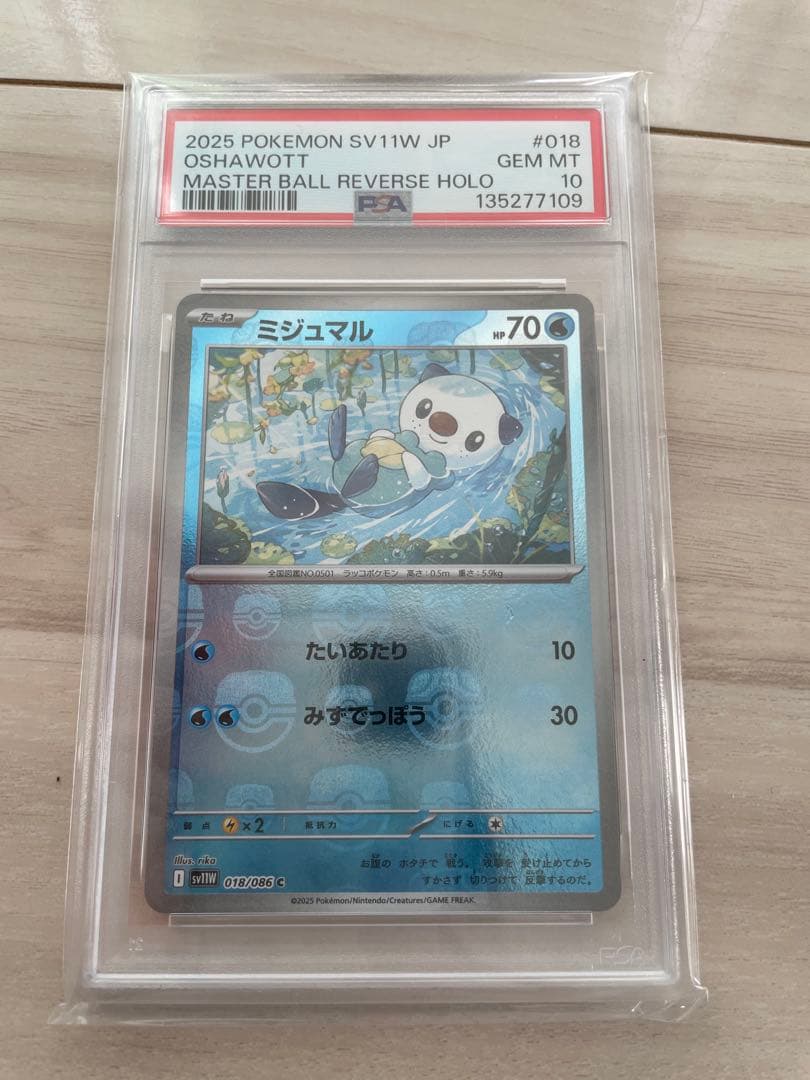 2025 POKEMON SV11W JP #018
OSHAWOTT GEM MT
MASTER BALL REVERSE HOLO 10
PSA 135277109
たね ミジュマル HP 70
全国図鑑NO.0501 ラッコポケモン 高さ:0.5m 重さ:5.9kg
たいあたり 10
みずでっぽう 30
弱点 ×2 抵抗力 にげる
Illus. rika
お腹の ホタチで 戦う。 攻撃を 受け止めてから
I sv11W 018/086 C
すかさず 切りつけて 反撃するのだ。
©2025 Pokémon/Nintendo/Creatures/GAME FREAK.
PSA